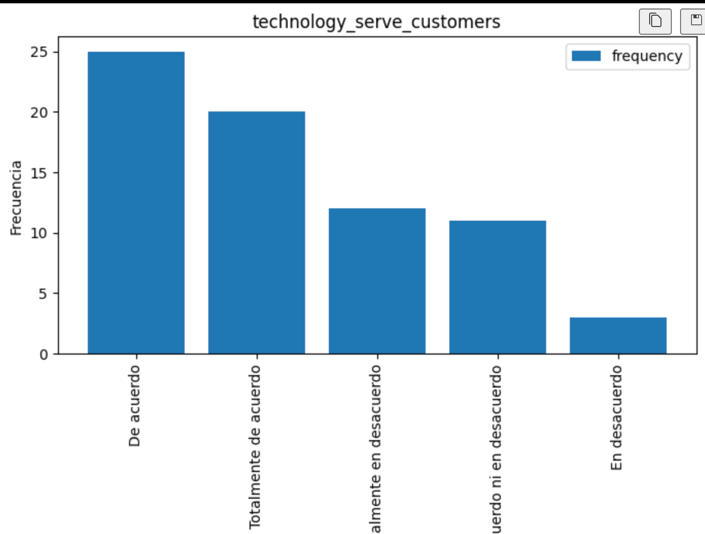 technology_serve_customers
frequency
Frecuencia
25
20
15
10
5
0
De acuerdo
Totalmente de acuerdo
almente en desacuerdo
uerdo ni en desacuerdo
En desacuerdo